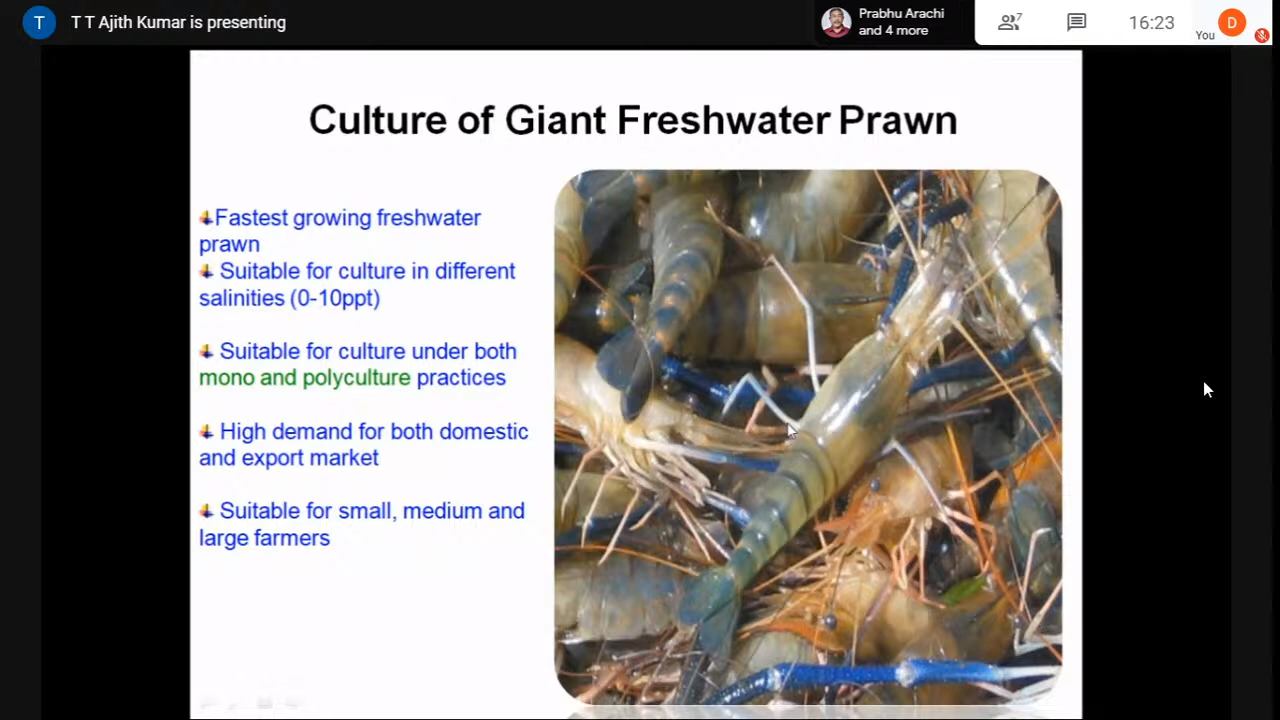 T
T T Ajith Kumar is presenting
Prabhu Arachi
and 4 more
7
16:23
You
D
Culture of Giant Freshwater Prawn
Fastest growing freshwater
prawn
Suitable for culture in different
salinities (0-10ppt)
Suitable for culture under both
mono and polyculture practices
High demand for both domestic
and export market
Suitable for small, medium and
large farmers